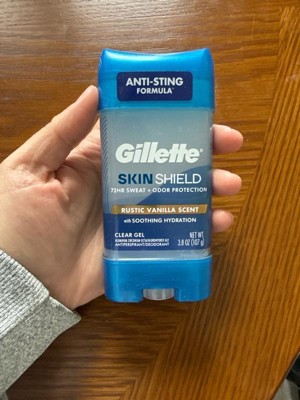 ANTI-STING
FORMULA
Gillette
SKIN SHIELD
72HR SWEAT + ODOR PROTECTION
RUSTIC VANILLA SCENT
with SOOTHING HYDRATION
CLEAR GEL
ANTIPERSPIRANT/DEODORANT
NET WT.
3.8 OZ (107 g)